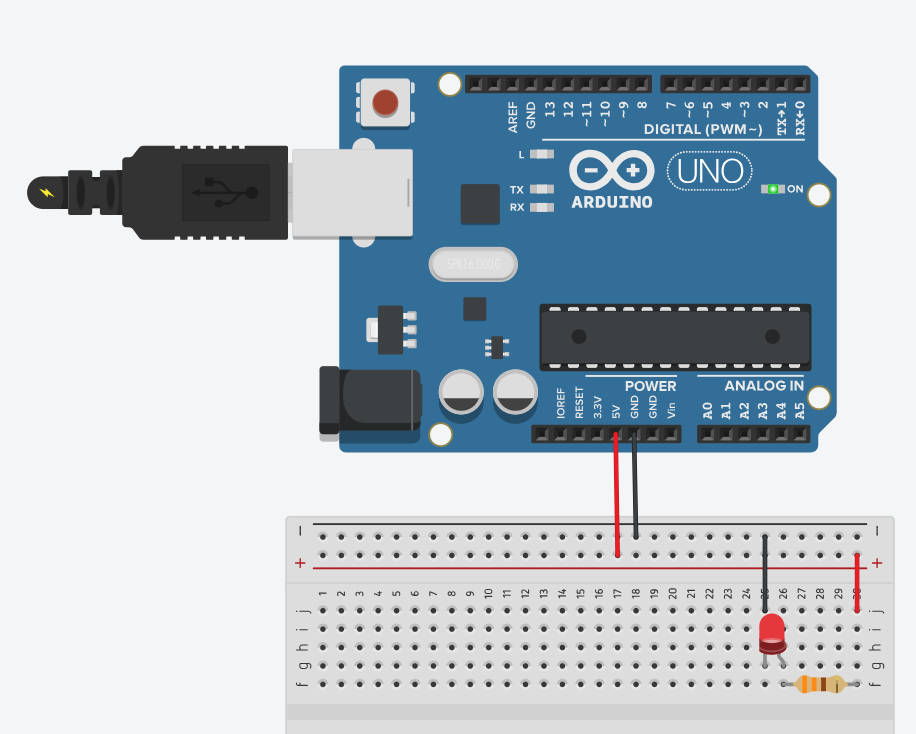 AREF
GND
13
12
~11
~10
~9
8
7
~6
~5
4
~3
2
TX→1
RX←0
DIGITAL (PWM~)
L
TX
RX
UNO
ON
ARDUINO
SPK16.000G
POWER
ANALOG IN
IOREF
RESET
3.3V
5V
GND
GND
Vin
A0
A1
A2
A3
A4
A5
− −
+ +
1 2 3 4 5 6 7 8 9 10 11 12 13 14 15 16 17 18 19 20 21 22 23 24 25 26 27 28 29 30
j j
i i
h h
g g
f f